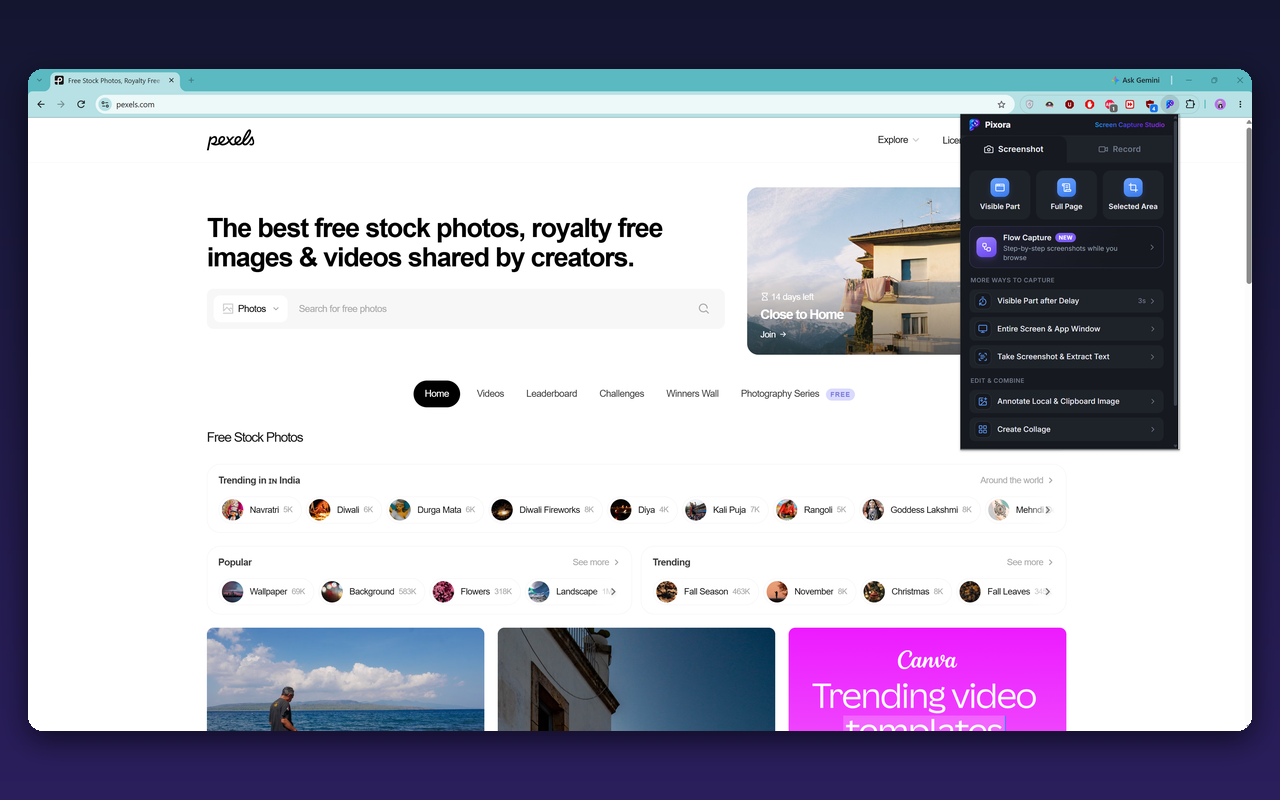 Free Stock Photos, Royalty Free
Ask Gemini
pexels.com
pexels
Explore
Pixora
Screen Capture Studio
Screenshot
Record
Visible Part
Full Page
Selected Area
Flow Capture NEW
Step-by-step screenshots while you
browse
MORE WAYS TO CAPTURE
Visible Part after Delay 3s
Entire Screen & App Window
Take Screenshot & Extract Text
EDIT & COMBINE
Annotate Local & Clipboard Image
Create Collage
The best free stock photos, royalty free
images & videos shared by creators.
Photos
Search for free photos
14 days left
Close to Home
Join →
Home
Videos
Leaderboard
Challenges
Winners Wall
Photography Series FREE
Free Stock Photos
Trending in IN India
Around the world
Navratri 5K
Diwali 6K
Durga Mata 6K
Diwali Fireworks 8K
Diya 4K
Kali Puja 7K
Rangoli 5K
Goddess Lakshmi 8K
Mehndi
Popular
See more
Wallpaper 69K
Background 583K
Flowers 318K
Landscape
Trending
See more
Fall Season 463K
November 8K
Christmas 8K
Fall Leaves
Canva
Trending video
templates